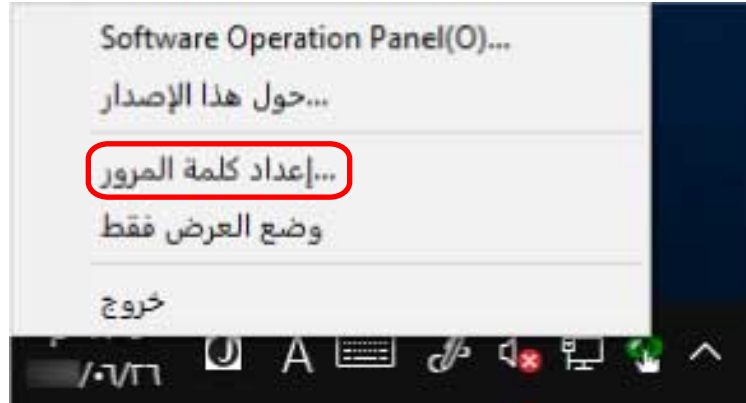 Software Operation Panel(O)...
حول هذا الإصدار...
إعداد كلمة المرور...
وضع العرض فقط
خروج
A
/٠٦/٢٦